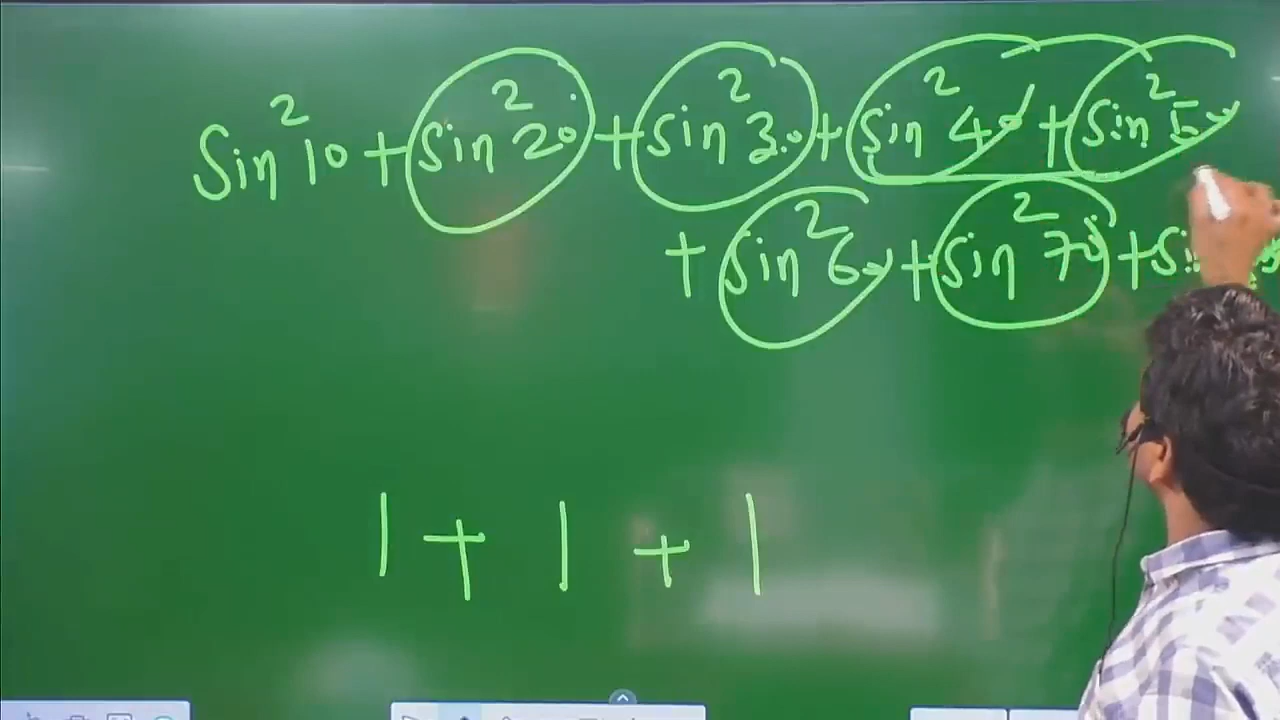 sin²10 + sin²20 + sin²30 + sin²40 + sin²50
+ sin²60 + sin²70 +
1 + 1 + 1